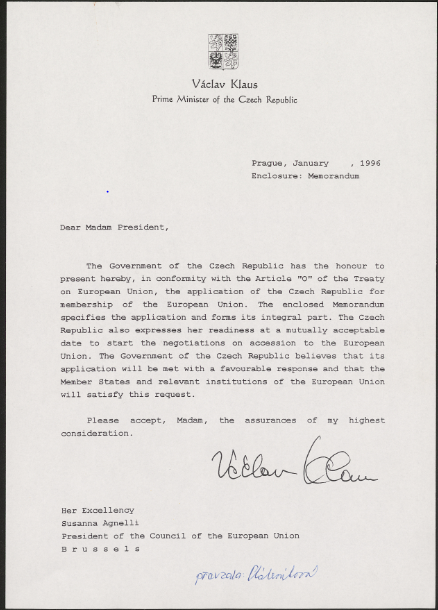 Václav Klaus
Prime Minister of the Czech Republic
Prague, January , 1996
Enclosure: Memorandum
Dear Madam President,
The Government of the Czech Republic has the honour to
present hereby, in conformity with the Article "O" of the Treaty
on European Union, the application of the Czech Republic for
membership of the European Union. The enclosed Memorandum
specifies the application and forms its integral part. The Czech
Republic also expresses her readiness at a mutually acceptable
date to start the negotiations on accession to the European
Union. The Government of the Czech Republic believes that its
application will be met with a favourable response and that the
Member States and relevant institutions of the European Union
will satisfy this request.
Please accept, Madam, the assurances of my highest
consideration.
Václav Klaus
Her Excellency
Susanna Agnelli
President of the Council of the European Union
B r u s s e l s